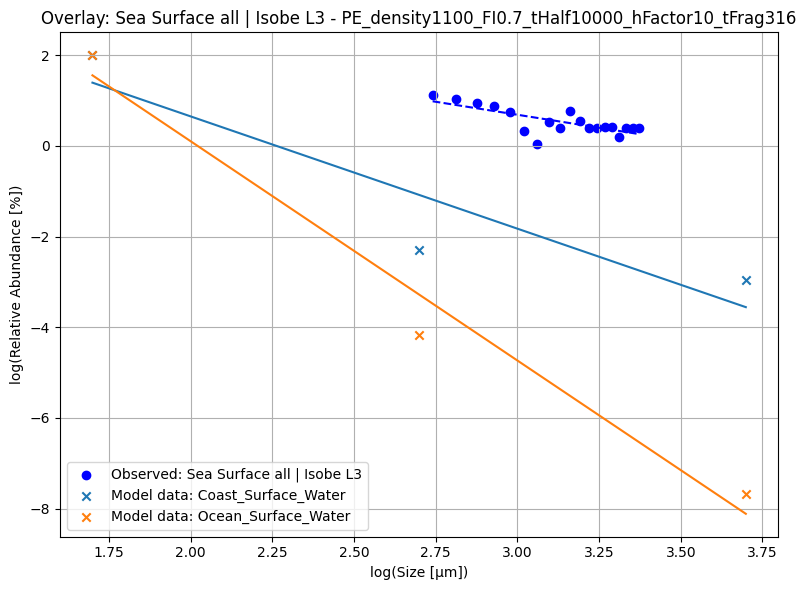 Overlay: Sea Surface all | Isobe L3 - PE_density1100_FI0.7_tHalf10000_hFactor10_tFrag316
log(Relative Abundance [%])
2
0
−2
−4
−6
−8
Observed: Sea Surface all | Isobe L3
Model data: Coast_Surface_Water
Model data: Ocean_Surface_Water
1.75 2.00 2.25 2.50 2.75 3.00 3.25 3.50 3.75
log(Size [μm])